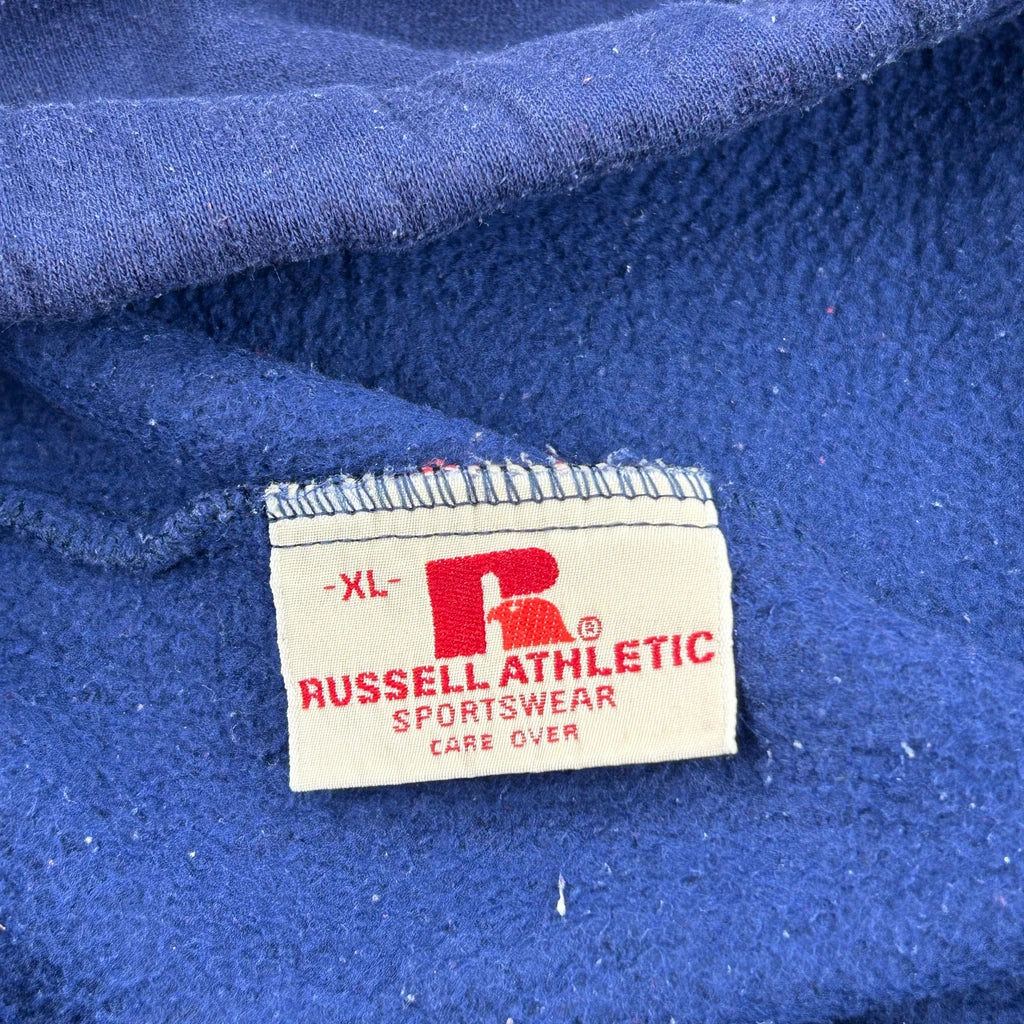 -XL-
R®
RUSSELL ATHLETIC
SPORTSWEAR
CARE OVER